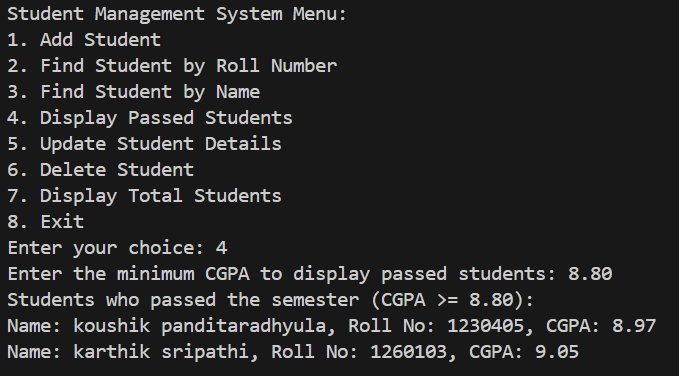 Student Management System Menu:
1. Add Student
2. Find Student by Roll Number
3. Find Student by Name
4. Display Passed Students
5. Update Student Details
6. Delete Student
7. Display Total Students
8. Exit
Enter your choice: 4
Enter the minimum CGPA to display passed students: 8.80
Students who passed the semester (CGPA >= 8.80):
Name: koushik panditaradhyula, Roll No: 1230405, CGPA: 8.97
Name: karthik sripathi, Roll No: 1260103, CGPA: 9.05